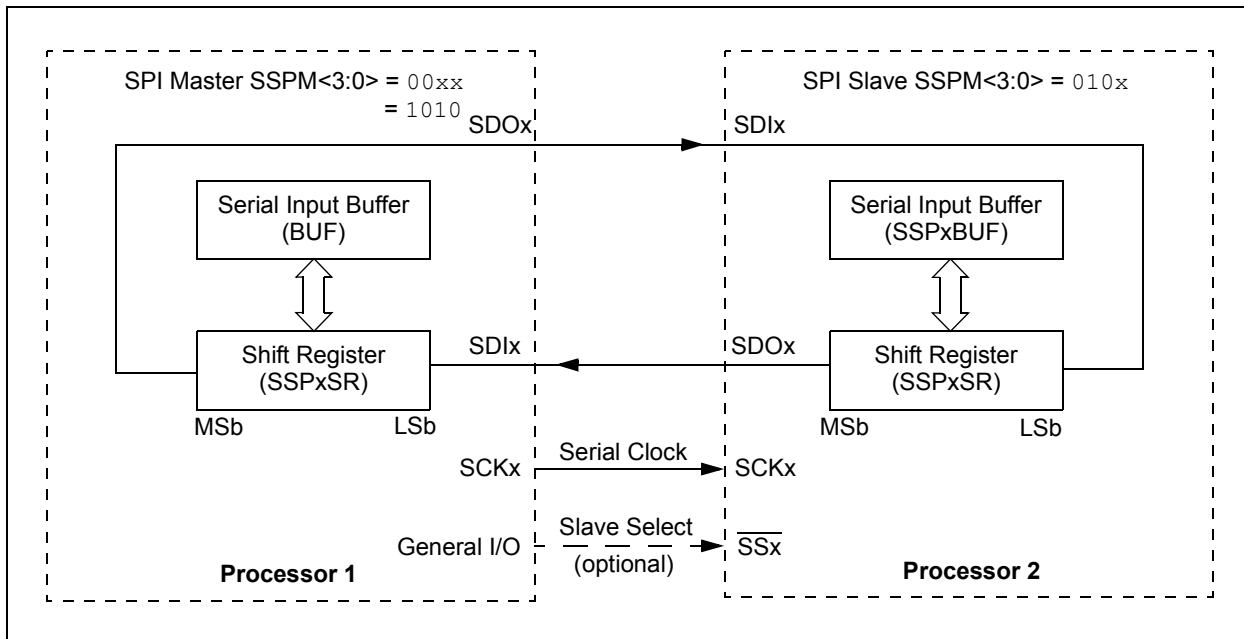 SPI Master SSPM<3:0> = 00xx
= 1010
SPI Slave SSPM<3:0> = 010x
SDOx
SDIx
Serial Input Buffer
(BUF)
Serial Input Buffer
(SSPxBUF)
Shift Register
(SSPxSR)
SDIx
SDOx
Shift Register
(SSPxSR)
MSb
LSb
MSb
LSb
SCKx
Serial Clock
SCKx
General I/O
Slave Select
(optional)
SSx
Processor 1
Processor 2